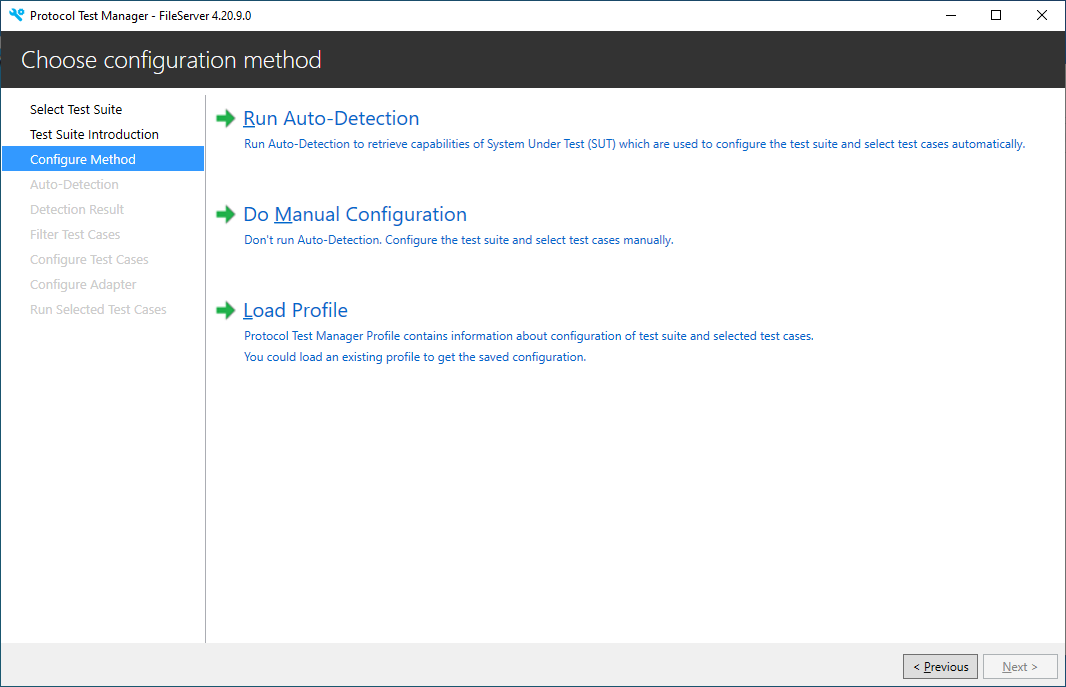 Protocol Test Manager - FileServer 4.20.9.0
Choose configuration method
Select Test Suite
Test Suite Introduction
Configure Method
Auto-Detection
Detection Result
Filter Test Cases
Configure Test Cases
Configure Adapter
Run Selected Test Cases
Run Auto-Detection
Run Auto-Detection to retrieve capabilities of System Under Test (SUT) which are used to configure the test suite and select test cases automatically.
Do Manual Configuration
Don't run Auto-Detection. Configure the test suite and select test cases manually.
Load Profile
Protocol Test Manager Profile contains information about configuration of test suite and selected test cases.
You could load an existing profile to get the saved configuration.
< Previous
Next >